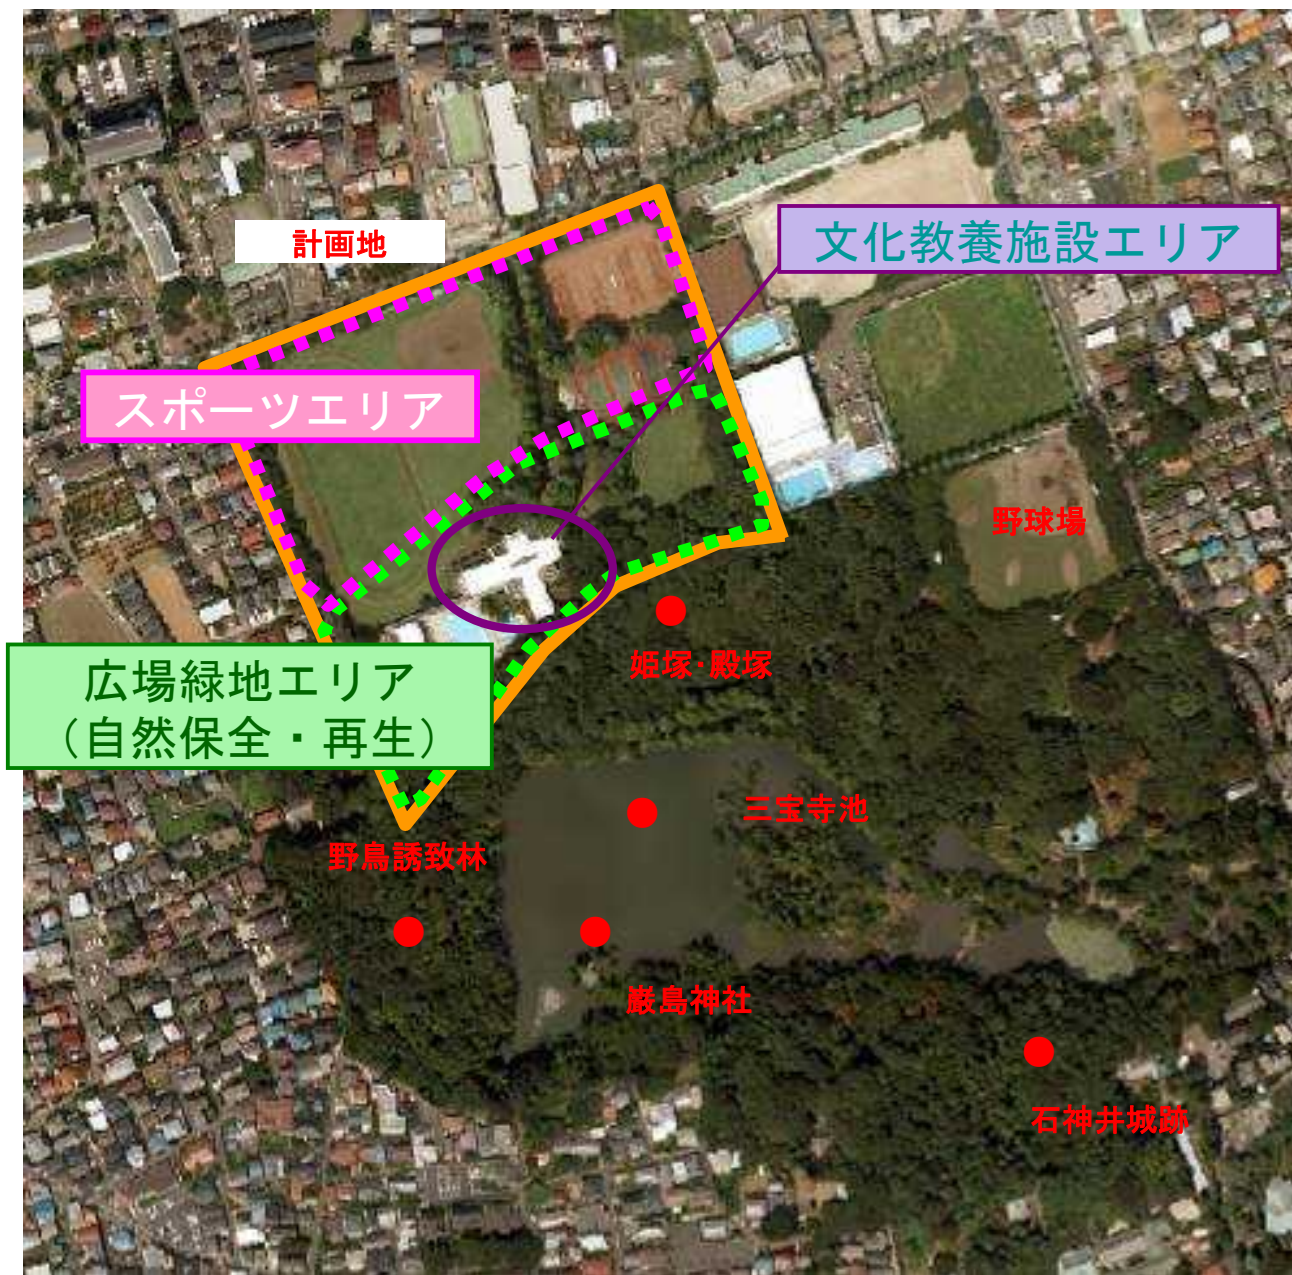 計画地
文化教養施設エリア
スポーツエリア
野球場
姫塚・殿塚
広場緑地エリア
（自然保全・再生）
三宝寺池
野鳥誘致林
厳島神社
石神井城跡